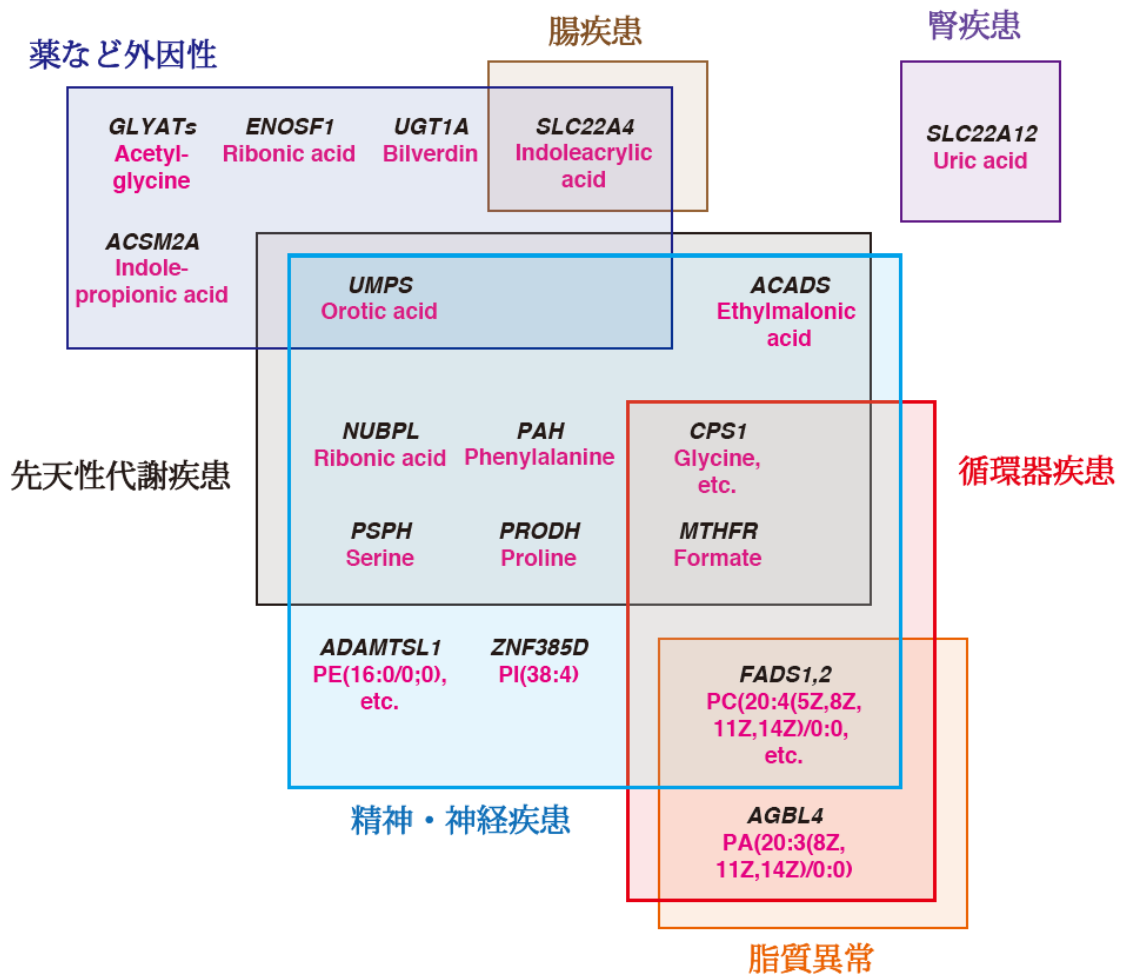 腸疾患
腎疾患
薬など外因性
GLYATs
Acetyl-
glycine
ENOSF1
Ribonic acid
UGT1A
Bilverdin
SLC22A4
Indoleacrylic
acid
SLC22A12
Uric acid
ACSM2A
Indole-
propionic acid
UMPS
Orotic acid
ACADS
Ethylmalonic
acid
NUBPL
Ribonic acid
PAH
Phenylalanine
CPS1
Glycine,
etc.
先天性代謝疾患
循環器疾患
PSPH
Serine
PRODH
Proline
MTHFR
Formate
ADAMTSL1
PE(16:0/0;0),
etc.
ZNF385D
PI(38:4)
FADS1,2
PC(20:4(5Z,8Z,
11Z,14Z)/0:0,
etc.
精神・神経疾患
AGBL4
PA(20:3(8Z,
11Z,14Z)/0:0)
脂質異常